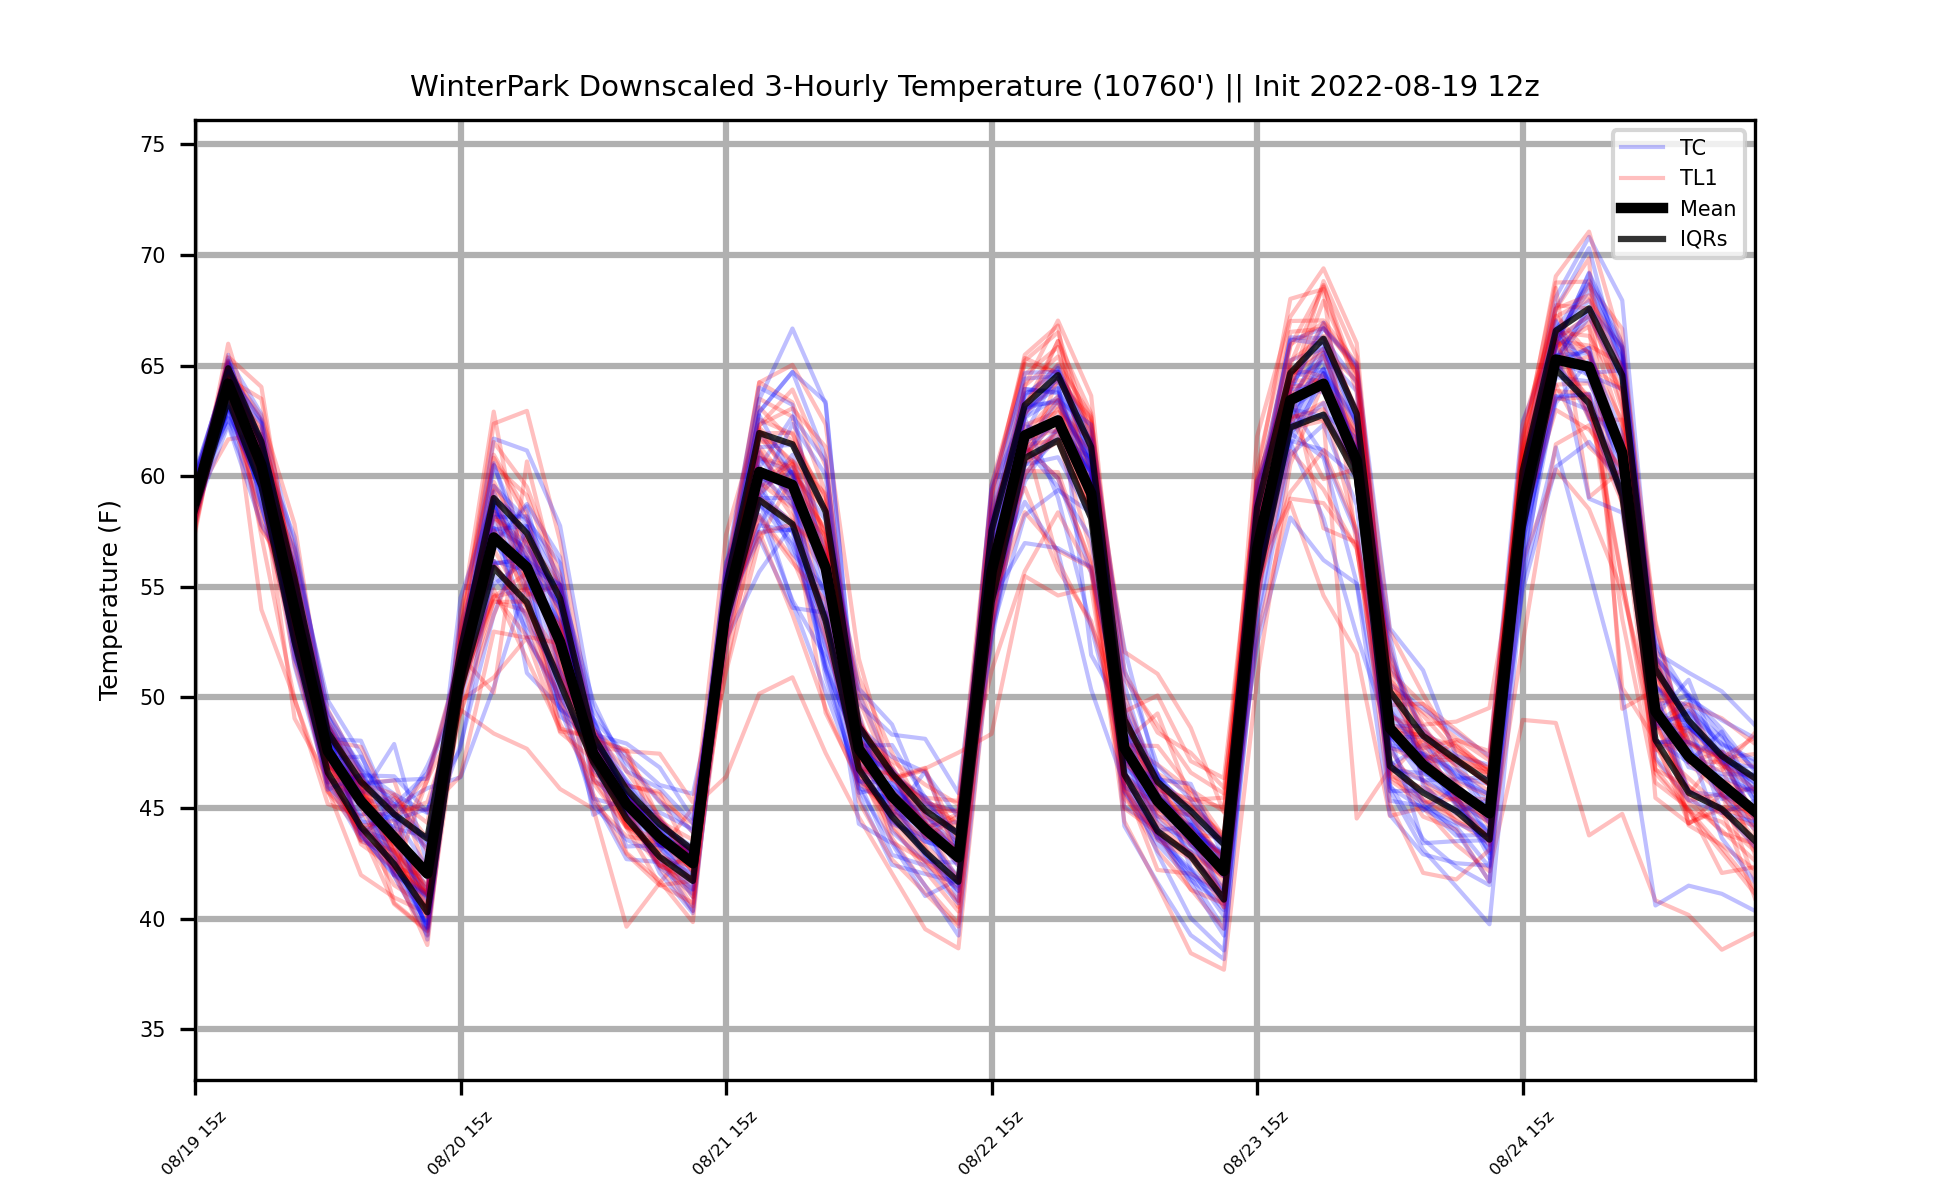 WinterPark Downscaled 3-Hourly Temperature (10760') || Init 2022-08-19 12z
TC
TL1
Mean
IQRs
Temperature (F)
75
70
65
60
55
50
45
40
35
08/19 15z
08/20 15z
08/21 15z
08/22 15z
08/23 15z
08/24 15z